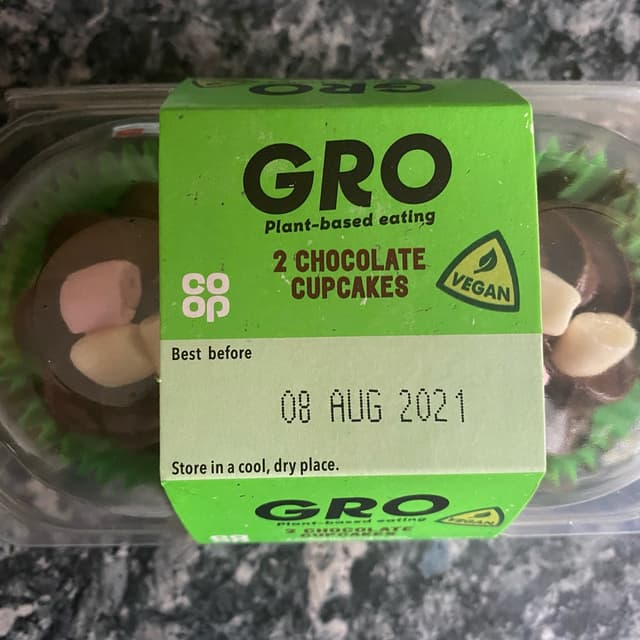 GRO
GRO
Plant-based eating
2 CHOCOLATE
CUPCAKES
VEGAN
CO
OP
Best before
08 AUG 2021
Store in a cool, dry place.
GRO
Plant-based eating
VEGAN
2 CHOCOLATE
CUPCAKES